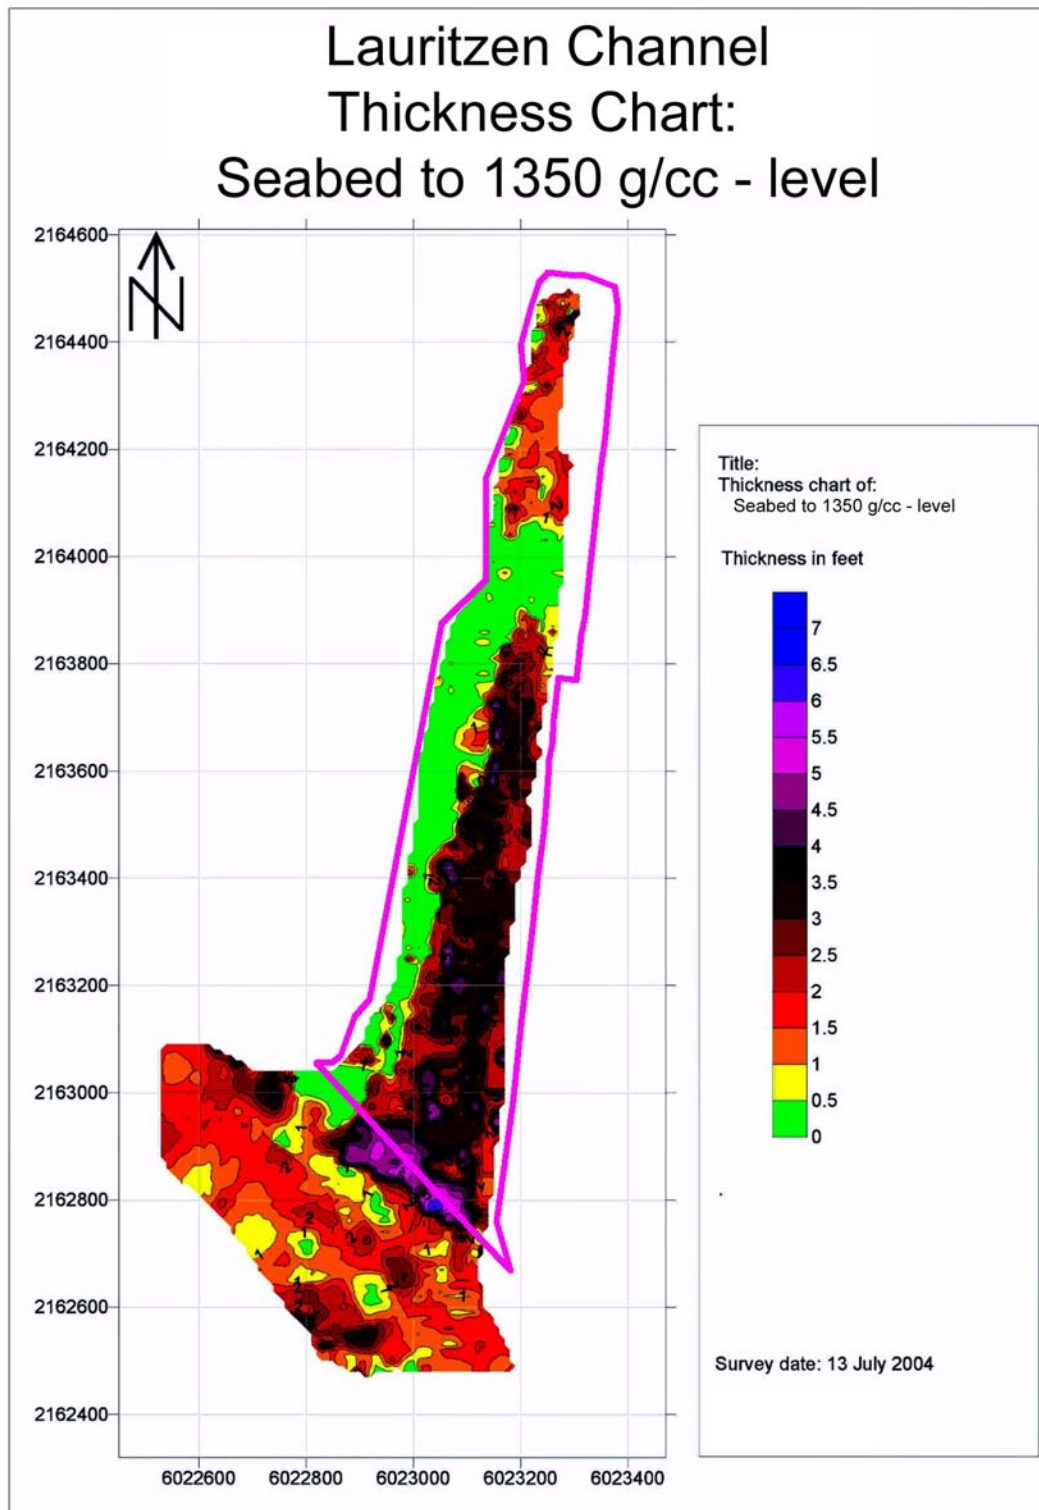 Lauritzen Channel
Thickness Chart:
Seabed to 1350 g/cc - level
2164600
2164400
2164200
2164000
2163800
2163600
2163400
2163200
2163000
2162800
2162600
2162400
6022600 6022800 6023000 6023200 6023400
N
Title:
Thickness chart of:
Seabed to 1350 g/cc - level
Thickness in feet
7
6.5
6
5.5
5
4.5
4
3.5
3
2.5
2
1.5
1
0.5
0
Survey date: 13 July 2004